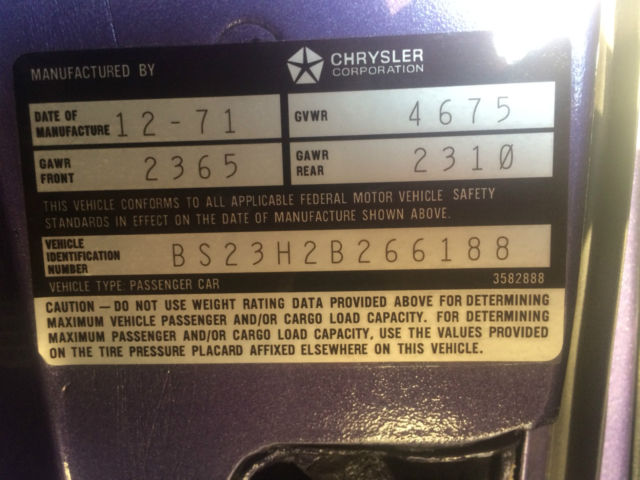 MANUFACTURED BY
CHRYSLER
CORPORATION
DATE OF
MANUFACTURE 12-71
GVWR 4675
GAWR
FRONT 2365
GAWR
REAR 2310
THIS VEHICLE CONFORMS TO ALL APPLICABLE FEDERAL MOTOR VEHICLE SAFETY
STANDARDS IN EFFECT ON THE DATE OF MANUFACTURE SHOWN ABOVE.
VEHICLE
IDENTIFICATION
NUMBER BS23H2B266188
VEHICLE TYPE: PASSENGER CAR 3582888
CAUTION — DO NOT USE WEIGHT RATING DATA PROVIDED ABOVE FOR DETERMINING
MAXIMUM VEHICLE PASSENGER AND/OR CARGO LOAD CAPACITY. FOR DETERMINING
MAXIMUM PASSENGER AND/OR CARGO LOAD CAPACITY, USE THE VALUES PROVIDED
ON THE TIRE PRESSURE PLACARD AFFIXED ELSEWHERE ON THIS VEHICLE.